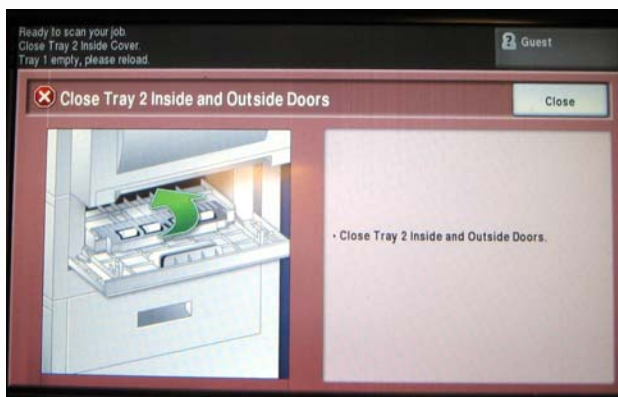 Ready to scan your job.
Close Tray 2 Inside Cover.
Tray 1 empty, please reload.
Guest
Close Tray 2 Inside and Outside Doors
Close
• Close Tray 2 Inside and Outside Doors.